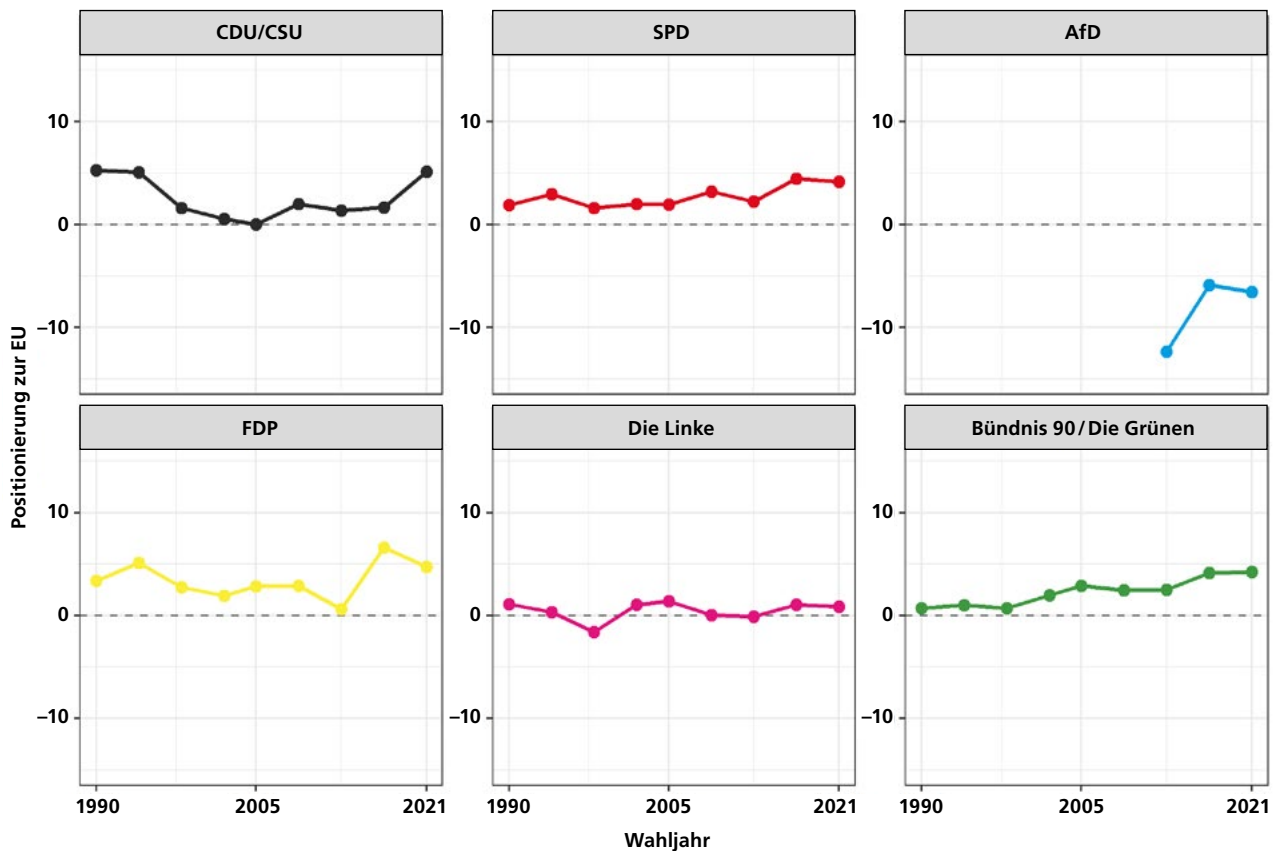 CDU/CSU
SPD
AfD
10
0
–10
10
0
–10
10
0
–10
Positionierung zur EU
FDP
Die Linke
Bündnis 90/Die Grünen
10
0
–10
10
0
–10
10
0
–10
1990 2005 2021
1990 2005 2021
1990 2005 2021
Wahljahr